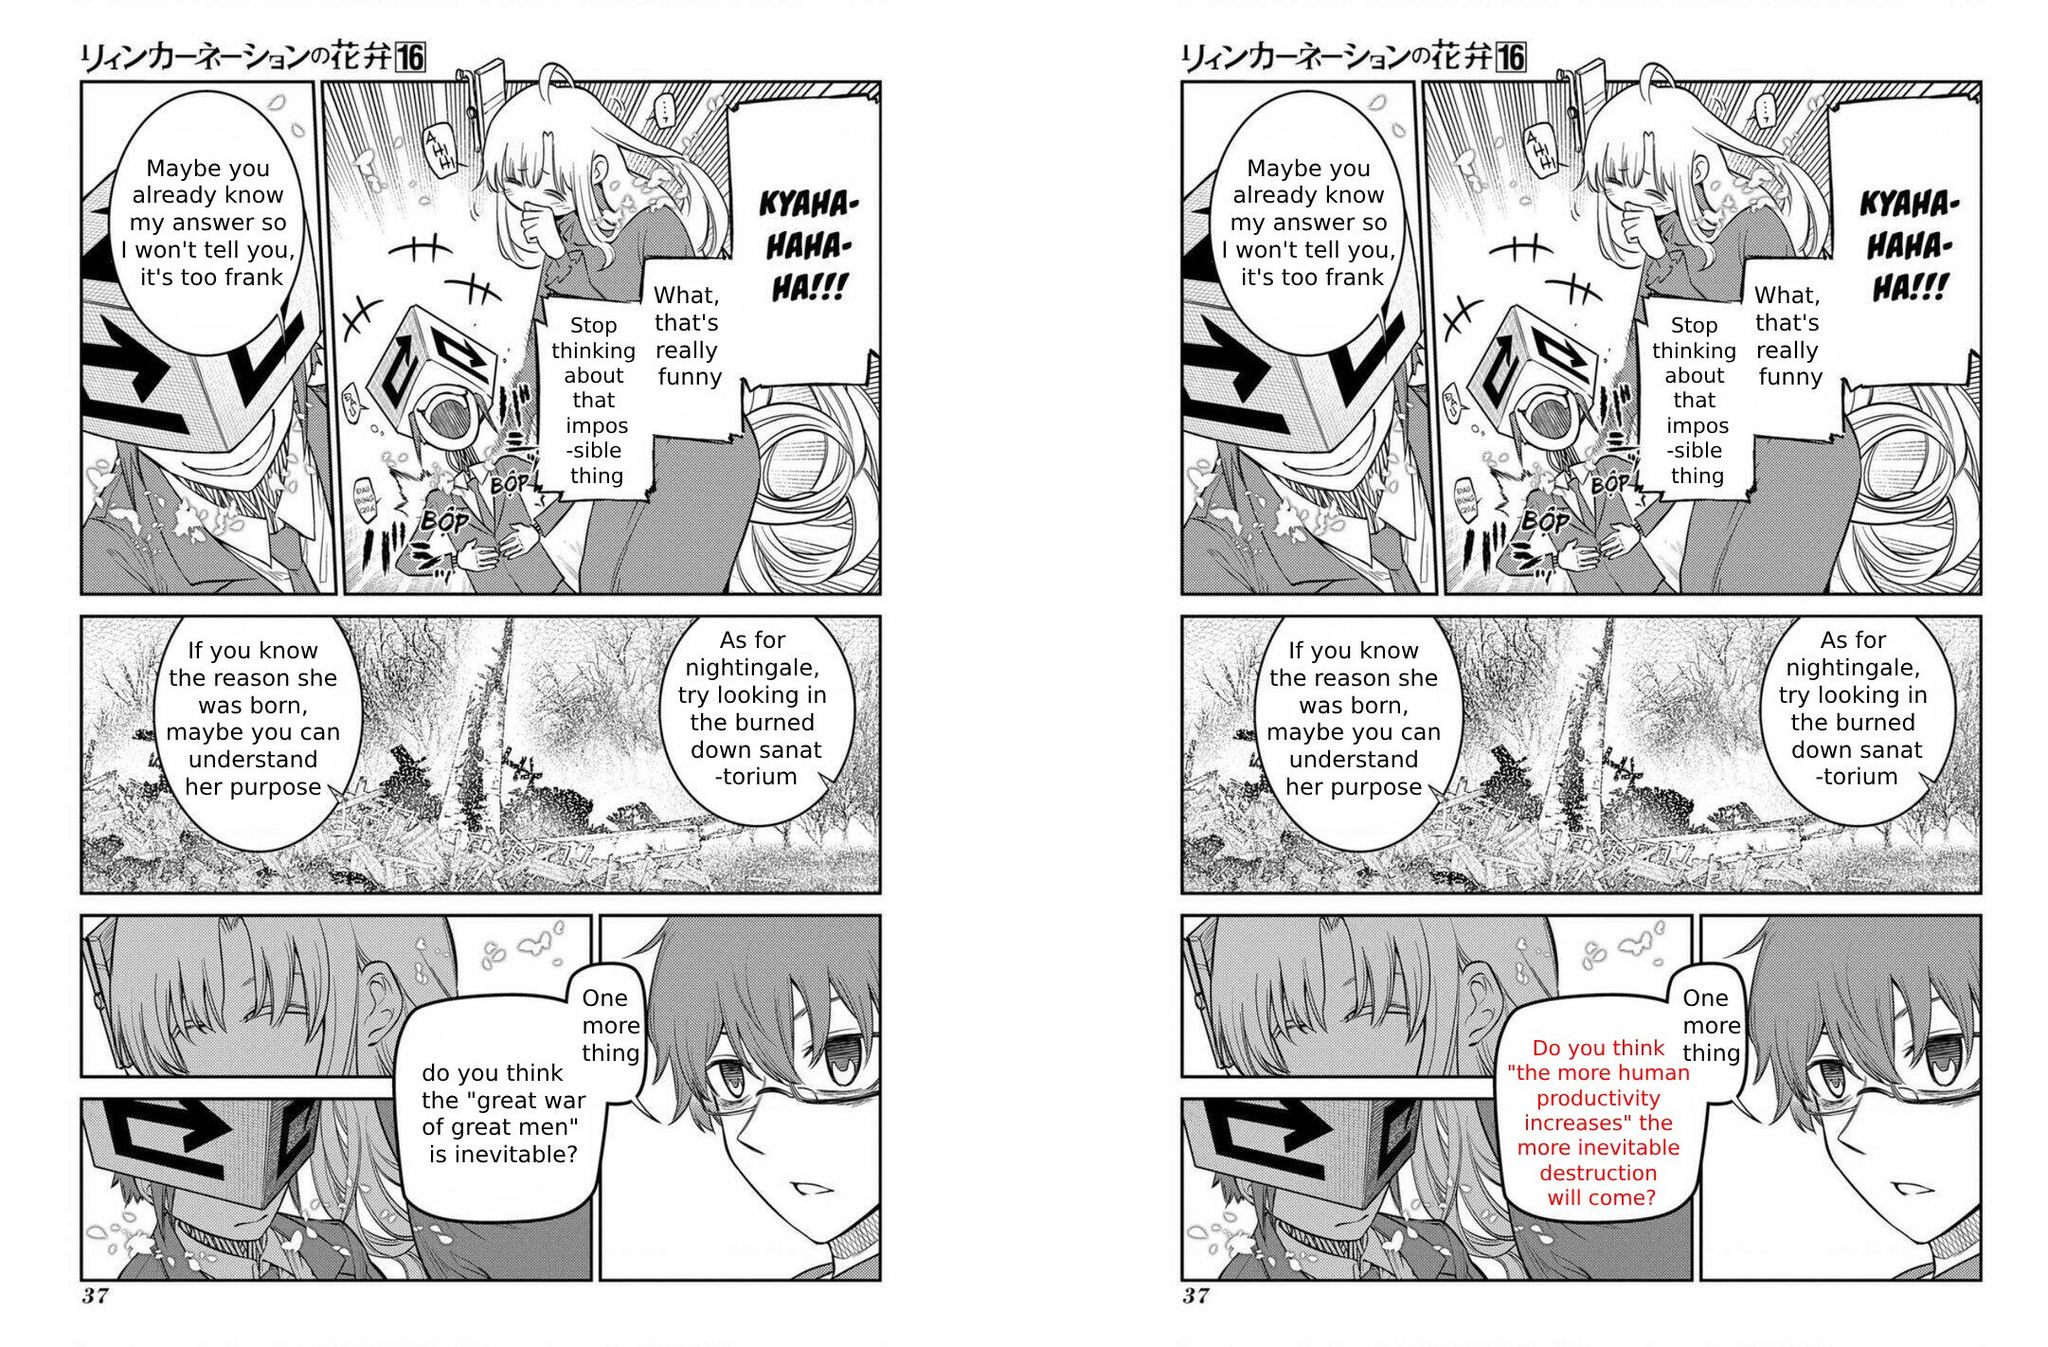 リィンカーネーションの花弁16
KYAHA-
HAHA-
HA!!!
...?
A
HI
HI
What,
that's
really
funny
Stop
thinking
about
that
impos
-sible
thing
BỘP
BỘP
Maybe you
already know
my answer so
I won't tell you,
it's too frank
As for
nightingale,
try looking in
the burned
down sanat
-torium
If you know
the reason she
was born,
maybe you can
understand
her purpose
One
more
thing
do you think
the "great war
of great men"
is inevitable?
37
リィンカーネーションの花弁16
KYAHA-
HAHA-
HA!!!
...?
A
HI
HI
What,
that's
really
funny
Stop
thinking
about
that
impos
-sible
thing
BỘP
BỘP
Maybe you
already know
my answer so
I won't tell you,
it's too frank
As for
nightingale,
try looking in
the burned
down sanat
-torium
If you know
the reason she
was born,
maybe you can
understand
her purpose
One
more
thing
Do you think
"the more human
productivity
increases" the
more inevitable
destruction
will come?
37